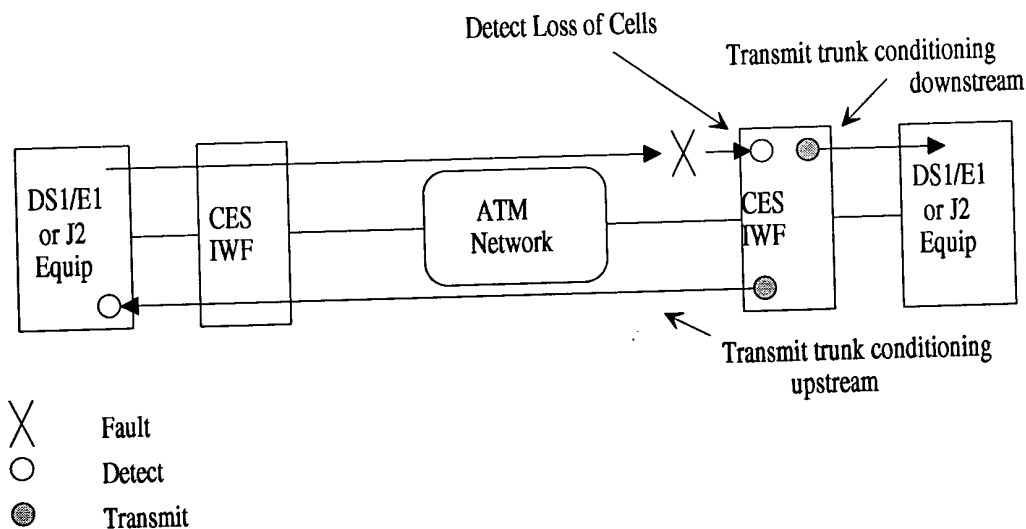 Detect Loss of Cells
Transmit trunk conditioning
downstream
DS1/E1
or J2
Equip
CES
IWF
ATM
Network
CES
IWF
DS1/E1
or J2
Equip
Transmit trunk conditioning
upstream
Fault
Detect
Transmit